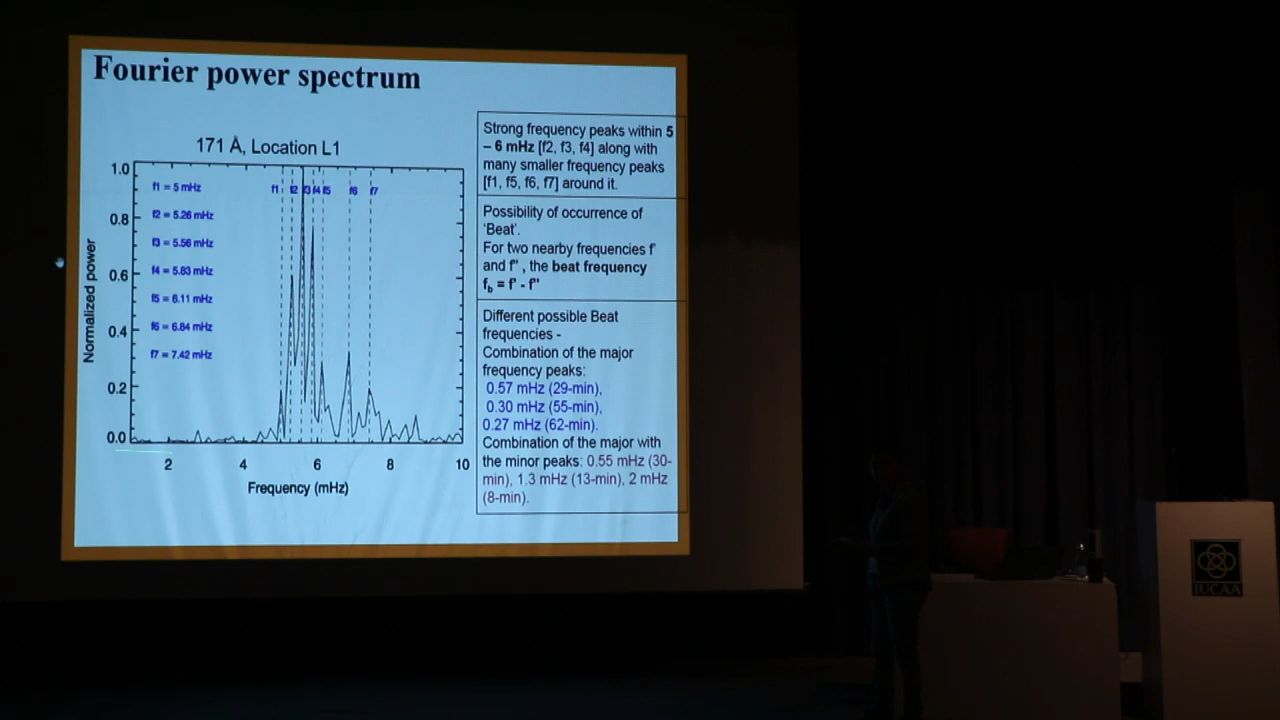 Fourier power spectrum
171 Å, Location L1
Normalized power
1.0
0.8
0.6
0.4
0.2
0.0
f1 = 5 mHz
f2 = 5.26 mHz
f3 = 5.56 mHz
f4 = 5.83 mHz
f5 = 6.11 mHz
f6 = 6.84 mHz
f7 = 7.42 mHz
f1 f2 f3 f4 f5 f6 f7
2 4 6 8 10
Frequency (mHz)
Strong frequency peaks within 5
– 6 mHz [f2, f3, f4] along with
many smaller frequency peaks
[f1, f5, f6, f7] around it.
Possibility of occurrence of
'Beat'.
For two nearby frequencies f'
and f'' , the beat frequency
fb = f' - f''
Different possible Beat
frequencies -
Combination of the major
frequency peaks:
0.57 mHz (29-min),
0.30 mHz (55-min),
0.27 mHz (62-min).
Combination of the major with
the minor peaks: 0.55 mHz (30-
min), 1.3 mHz (13-min), 2 mHz
(8-min).
IUCAA